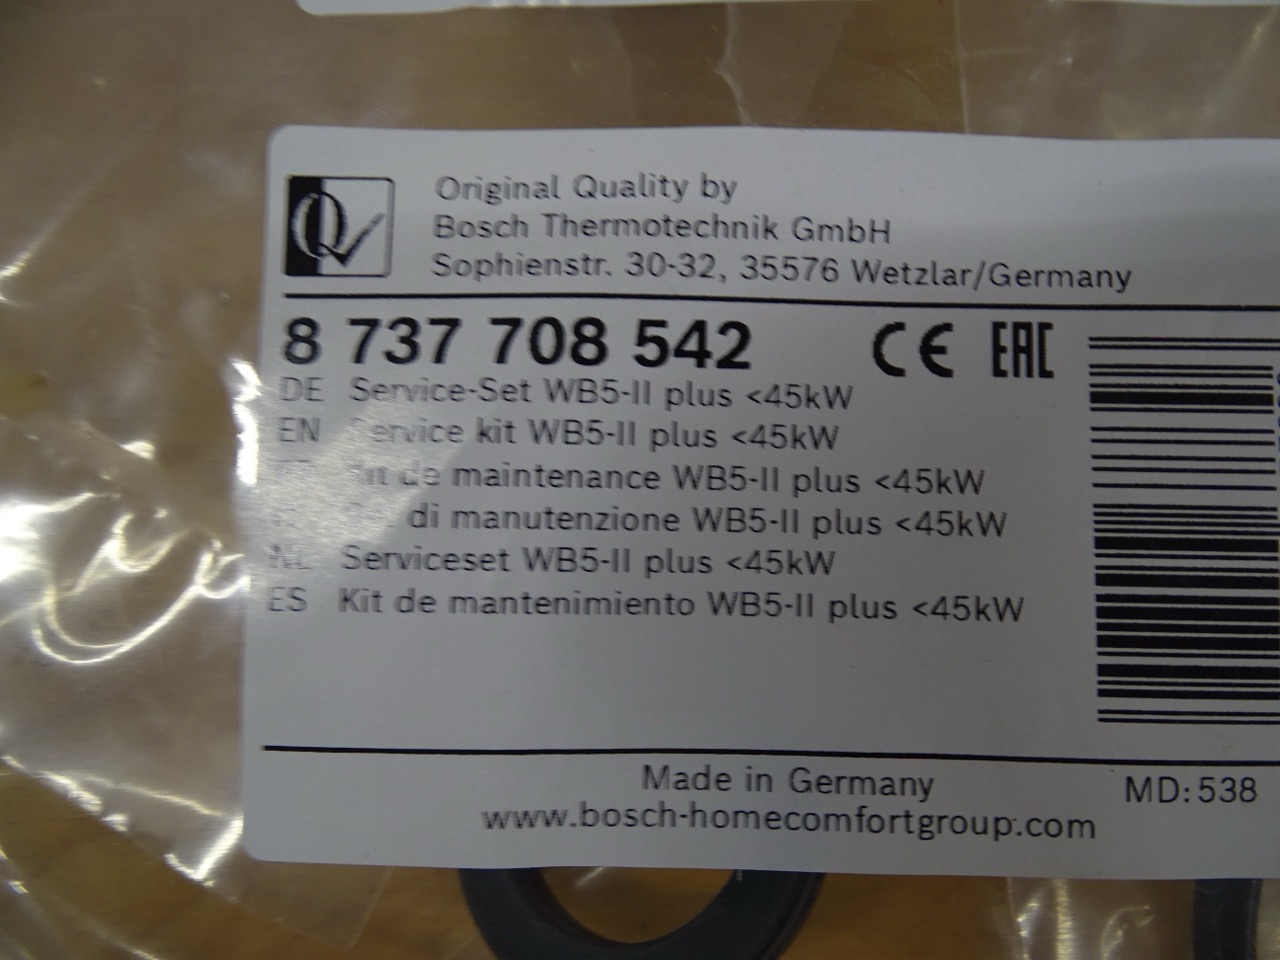 QV
Original Quality by
Bosch Thermotechnik GmbH
Sophienstr. 30-32, 35576 Wetzlar/Germany
8 737 708 542 CE EAC
DE Service-Set WB5-II plus <45kW
EN Service kit WB5-II plus <45kW
Kit de maintenance WB5-II plus <45kW
di manutenzione WB5-II plus <45kW
NL Serviceset WB5-II plus <45kW
ES Kit de mantenimiento WB5-II plus <45kW
Made in Germany MD:538
www.bosch-homecomfortgroup.com